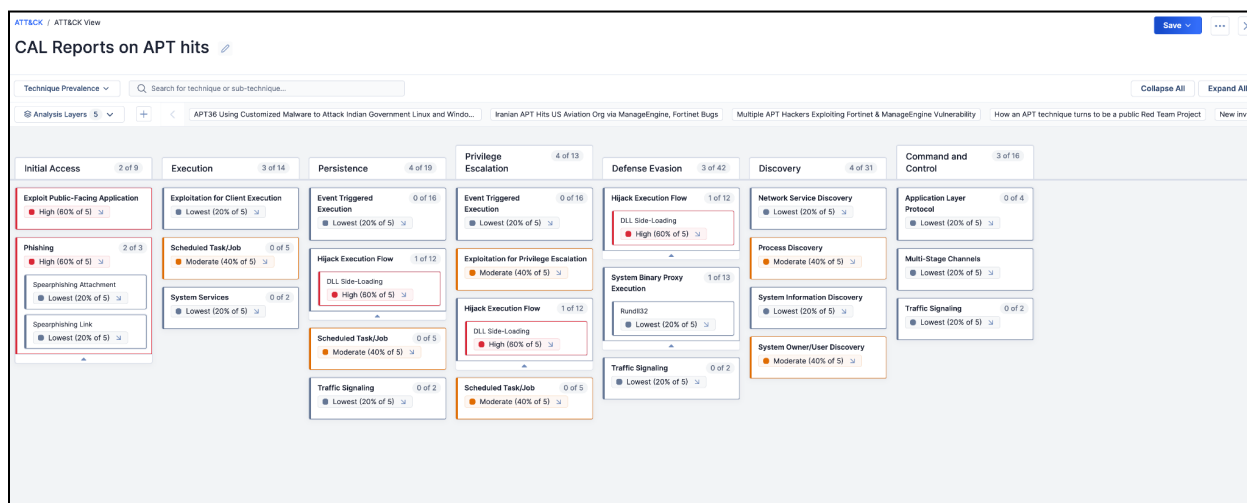 ATT&CK / ATT&CK View
Save
CAL Reports on APT hits
Technique Prevalence
Search for technique or sub-technique...
Collapse All
Expand All
Analysis Layers 5
APT36 Using Customized Malware to Attack Indian Government Linux and Windo...
Iranian APT Hits US Aviation Org via ManageEngine, Fortinet Bugs
Multiple APT Hackers Exploiting Fortinet & ManageEngine Vulnerability
How an APT technique turns to be a public Red Team Project
New inv
Initial Access 2 of 9
Exploit Public-Facing Application
High (60% of 5)
Phishing 2 of 3
High (60% of 5)
Spearphishing Attachment
Lowest (20% of 5)
Spearphishing Link
Lowest (20% of 5)
Execution 3 of 14
Exploitation for Client Execution
Lowest (20% of 5)
Scheduled Task/Job 0 of 5
Moderate (40% of 5)
System Services 0 of 2
Lowest (20% of 5)
Persistence 4 of 19
Event Triggered 0 of 16
Execution
Lowest (20% of 5)
Hijack Execution Flow 1 of 12
DLL Side-Loading
High (60% of 5)
Scheduled Task/Job 0 of 5
Moderate (40% of 5)
Traffic Signaling 0 of 2
Lowest (20% of 5)
Privilege 4 of 13
Escalation
Event Triggered 0 of 16
Execution
Lowest (20% of 5)
Exploitation for Privilege Escalation
Moderate (40% of 5)
Hijack Execution Flow 1 of 12
DLL Side-Loading
High (60% of 5)
Scheduled Task/Job 0 of 5
Moderate (40% of 5)
Defense Evasion 3 of 42
Hijack Execution Flow 1 of 12
DLL Side-Loading
High (60% of 5)
System Binary Proxy 1 of 13
Execution
Rundll32
Lowest (20% of 5)
Traffic Signaling 0 of 2
Lowest (20% of 5)
Discovery 4 of 31
Network Service Discovery
Lowest (20% of 5)
Process Discovery
Moderate (40% of 5)
System Information Discovery
Lowest (20% of 5)
System Owner/User Discovery
Moderate (40% of 5)
Command and 3 of 16
Control
Application Layer 0 of 4
Protocol
Lowest (20% of 5)
Multi-Stage Channels
Lowest (20% of 5)
Traffic Signaling 0 of 2
Lowest (20% of 5)